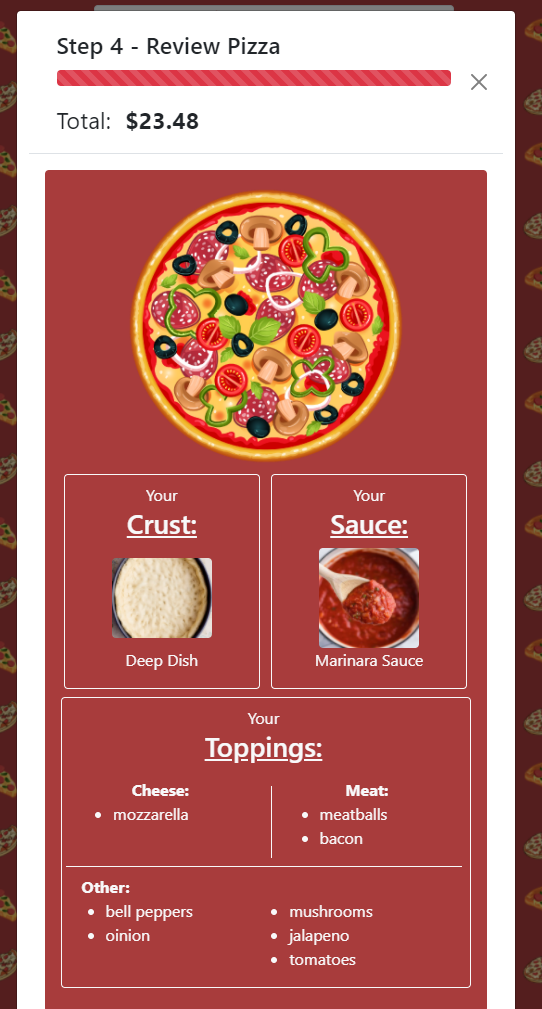 Step 4 - Review Pizza
Total: $23.48
Your
Crust:
Deep Dish
Your
Sauce:
Marinara Sauce
Your
Toppings:
Cheese:
mozzarella
Meat:
meatballs
bacon
Other:
bell peppers
oinion
mushrooms
jalapeno
tomatoes